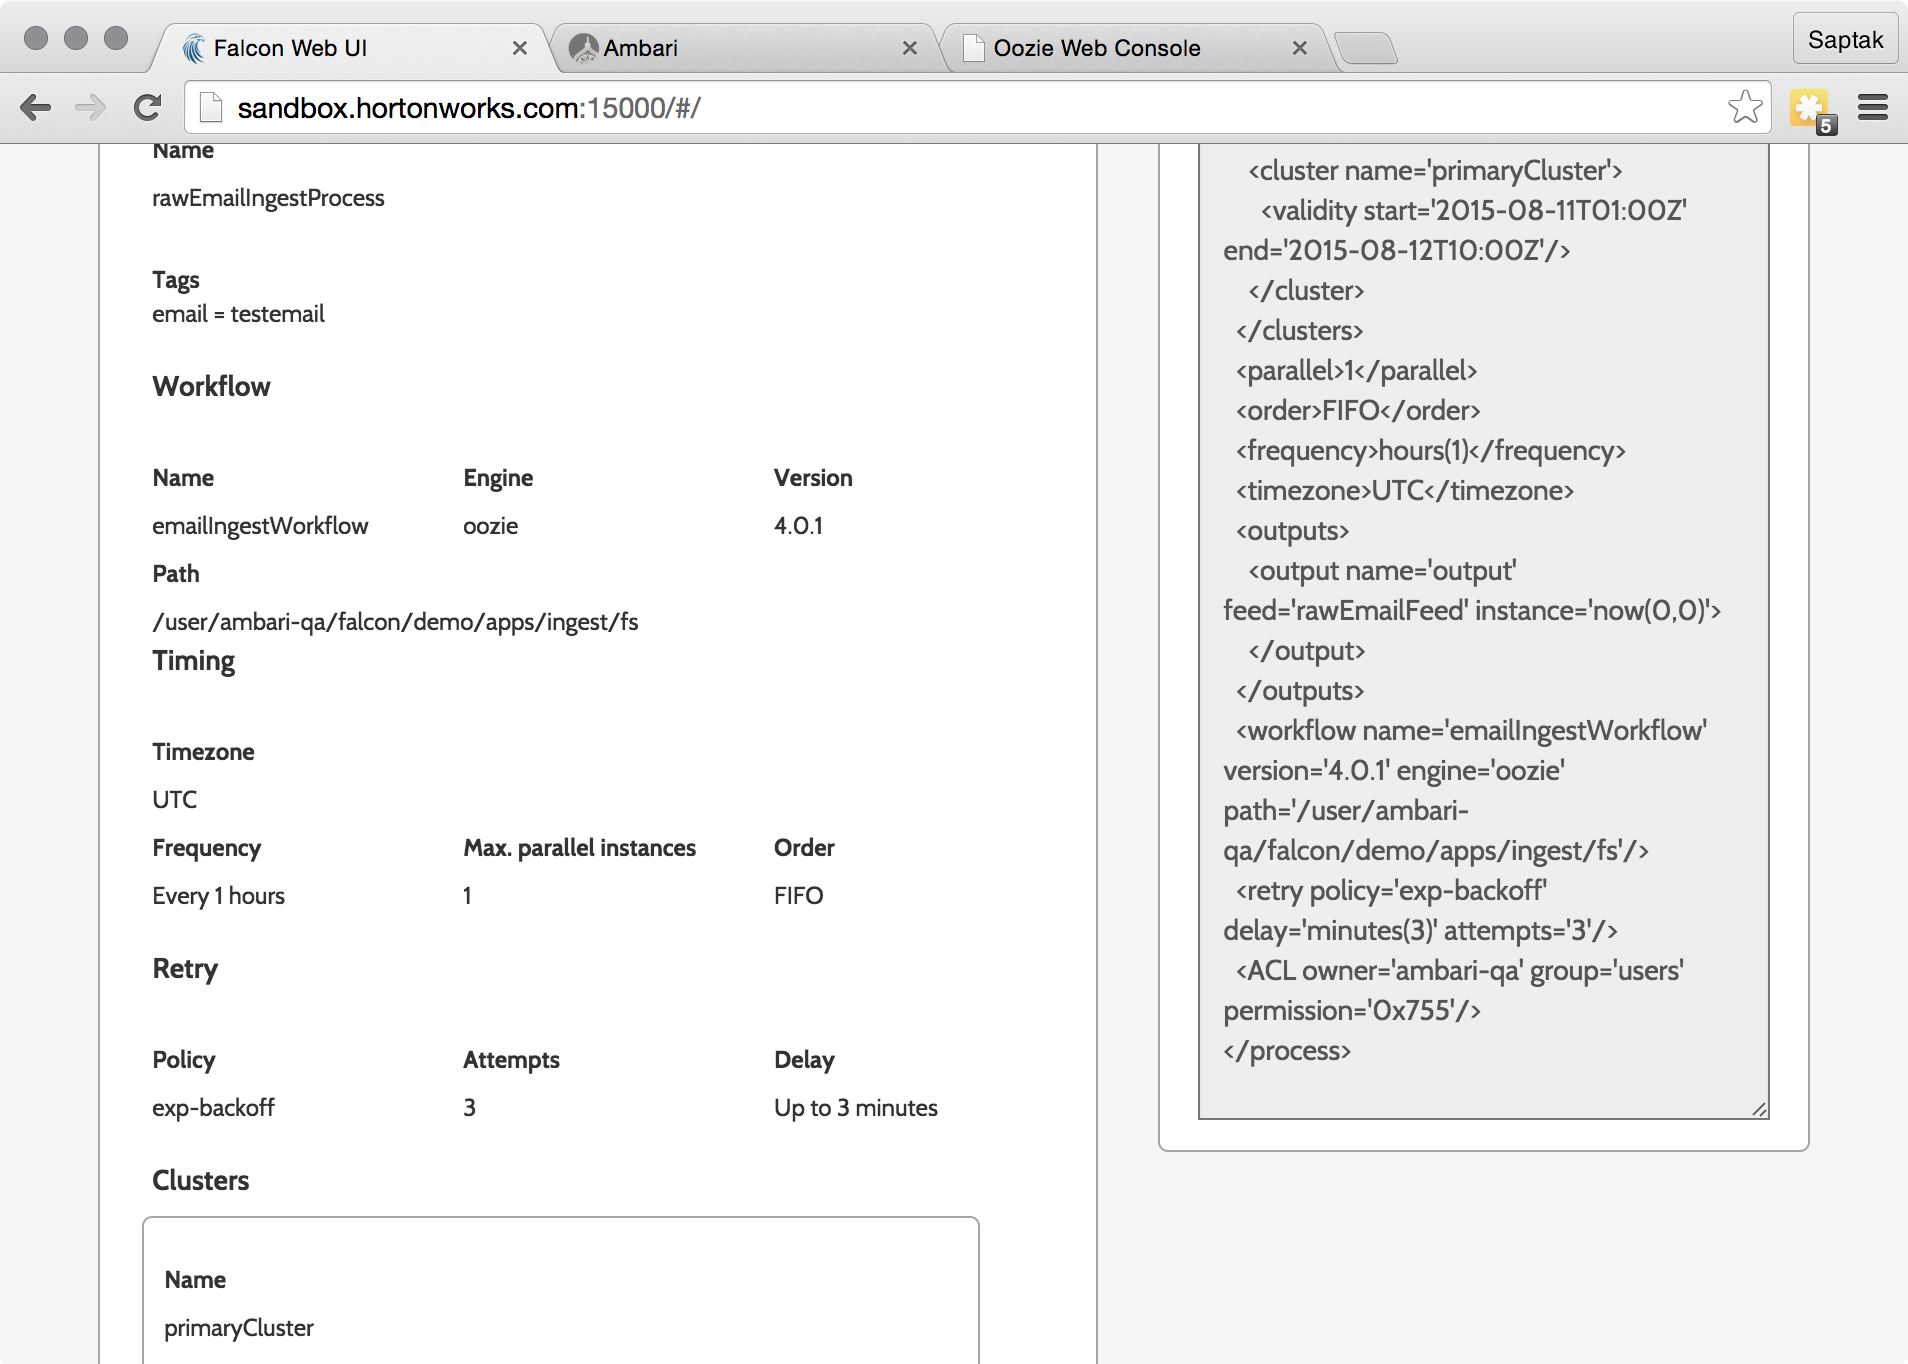 Falcon Web UI
Ambari
Oozie Web Console
Saptak
sandbox.hortonworks.com:15000/#/
5
Name
rawEmailIngestProcess
Tags
email = testemail
Workflow
Name Engine Version
emailIngestWorkflow oozie 4.0.1
Path
/user/ambari-qa/falcon/demo/apps/ingest/fs
Timing
Timezone
UTC
Frequency Max. parallel instances Order
Every 1 hours 1 FIFO
Retry
Policy Attempts Delay
exp-backoff 3 Up to 3 minutes
Clusters
Name
primaryCluster
<cluster name='primaryCluster'>
<validity start='2015-08-11T01:00Z'
end='2015-08-12T10:00Z'/>
</cluster>
</clusters>
<parallel>1</parallel>
<order>FIFO</order>
<frequency>hours(1)</frequency>
<timezone>UTC</timezone>
<outputs>
<output name='output'
feed='rawEmailFeed' instance='now(0,0)'>
</output>
</outputs>
<workflow name='emailIngestWorkflow'
version='4.0.1' engine='oozie'
path='/user/ambari-
qa/falcon/demo/apps/ingest/fs'/>
<retry policy='exp-backoff'
delay='minutes(3)' attempts='3'/>
<ACL owner='ambari-qa' group='users'
permission='0x755'/>
</process>